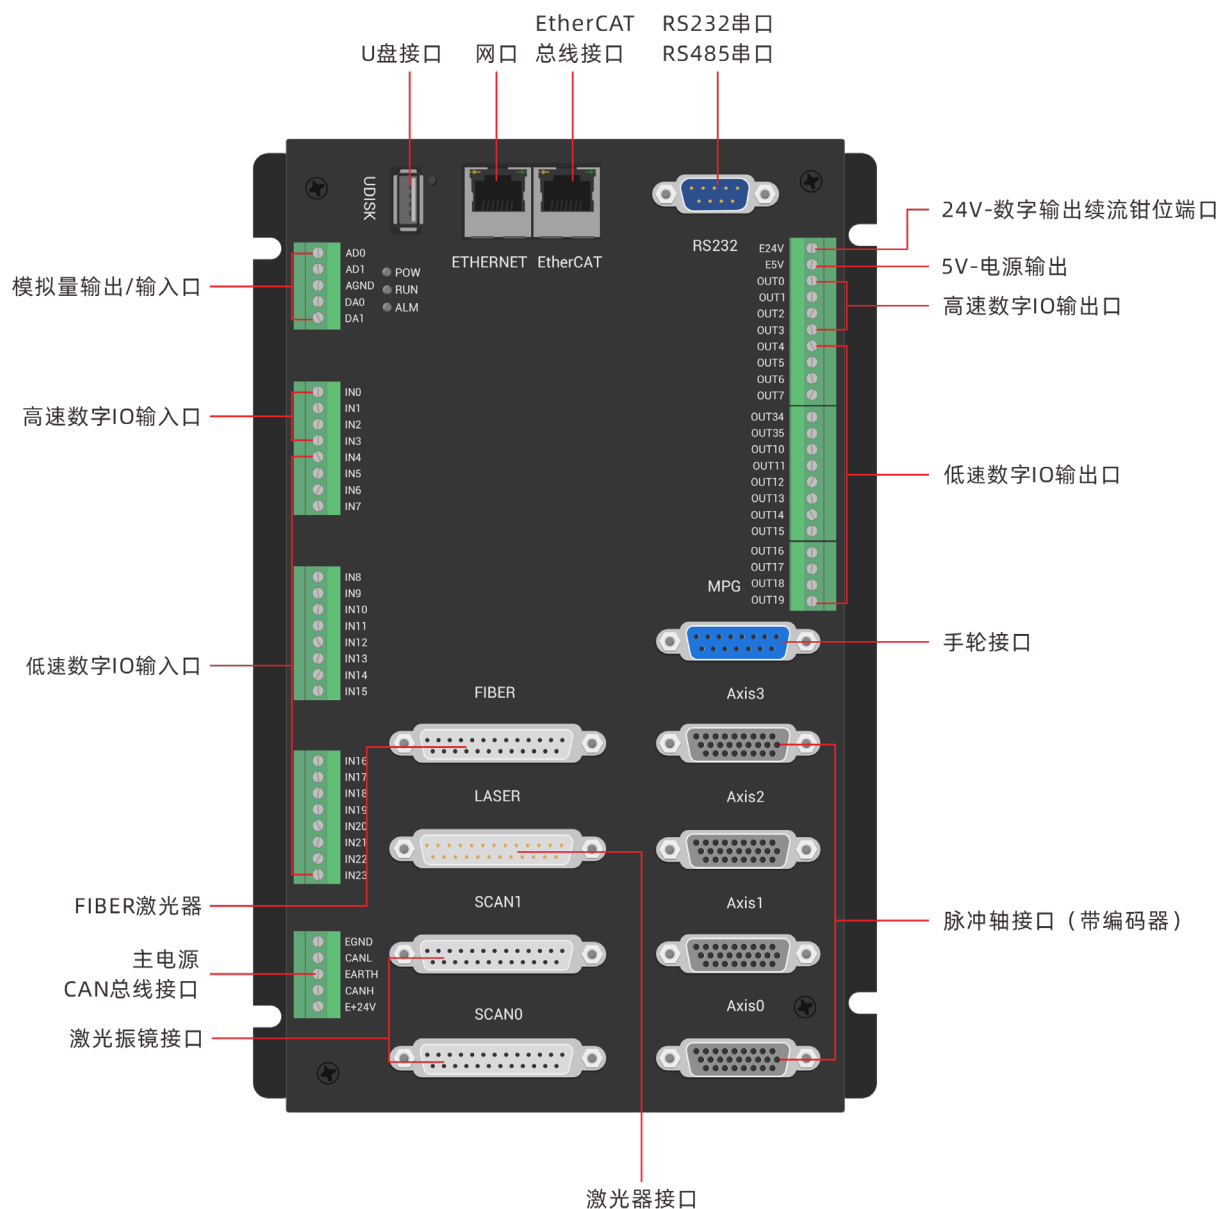 EtherCAT RS232串口
U盘接口 网口 总线接口 RS485串口
UDISK
ETHERNET EtherCAT
RS232
24V-数字输出续流钳位端口
5V-电源输出
高速数字IO输出口
低速数字IO输出口
E24V
E5V
OUT0
OUT1
OUT2
OUT3
OUT4
OUT5
OUT6
OUT7
OUT34
OUT35
OUT10
OUT11
OUT12
OUT13
OUT14
OUT15
OUT16
OUT17
OUT18
OUT19
MPG
手轮接口
模拟量输出/输入口
AD0
AD1
AGND
DA0
DA1
POW
RUN
ALM
高速数字IO输入口
IN0
IN1
IN2
IN3
IN4
IN5
IN6
IN7
低速数字IO输入口
IN8
IN9
IN10
IN11
IN12
IN13
IN14
IN15
IN16
IN17
IN18
IN19
IN20
IN21
IN22
IN23
FIBER
Axis3
LASER
Axis2
SCAN1
Axis1
SCAN0
Axis0
FIBER激光器
主电源
CAN总线接口
EGND
CANL
EARTH
CANH
E+24V
激光振镜接口
脉冲轴接口（带编码器）
激光器接口